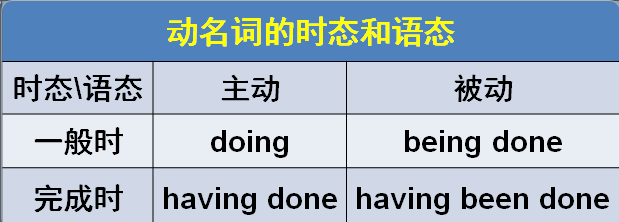 动名词的时态和语态
时态\语态 主动 被动
一般时 doing being done
完成时 having done having been done